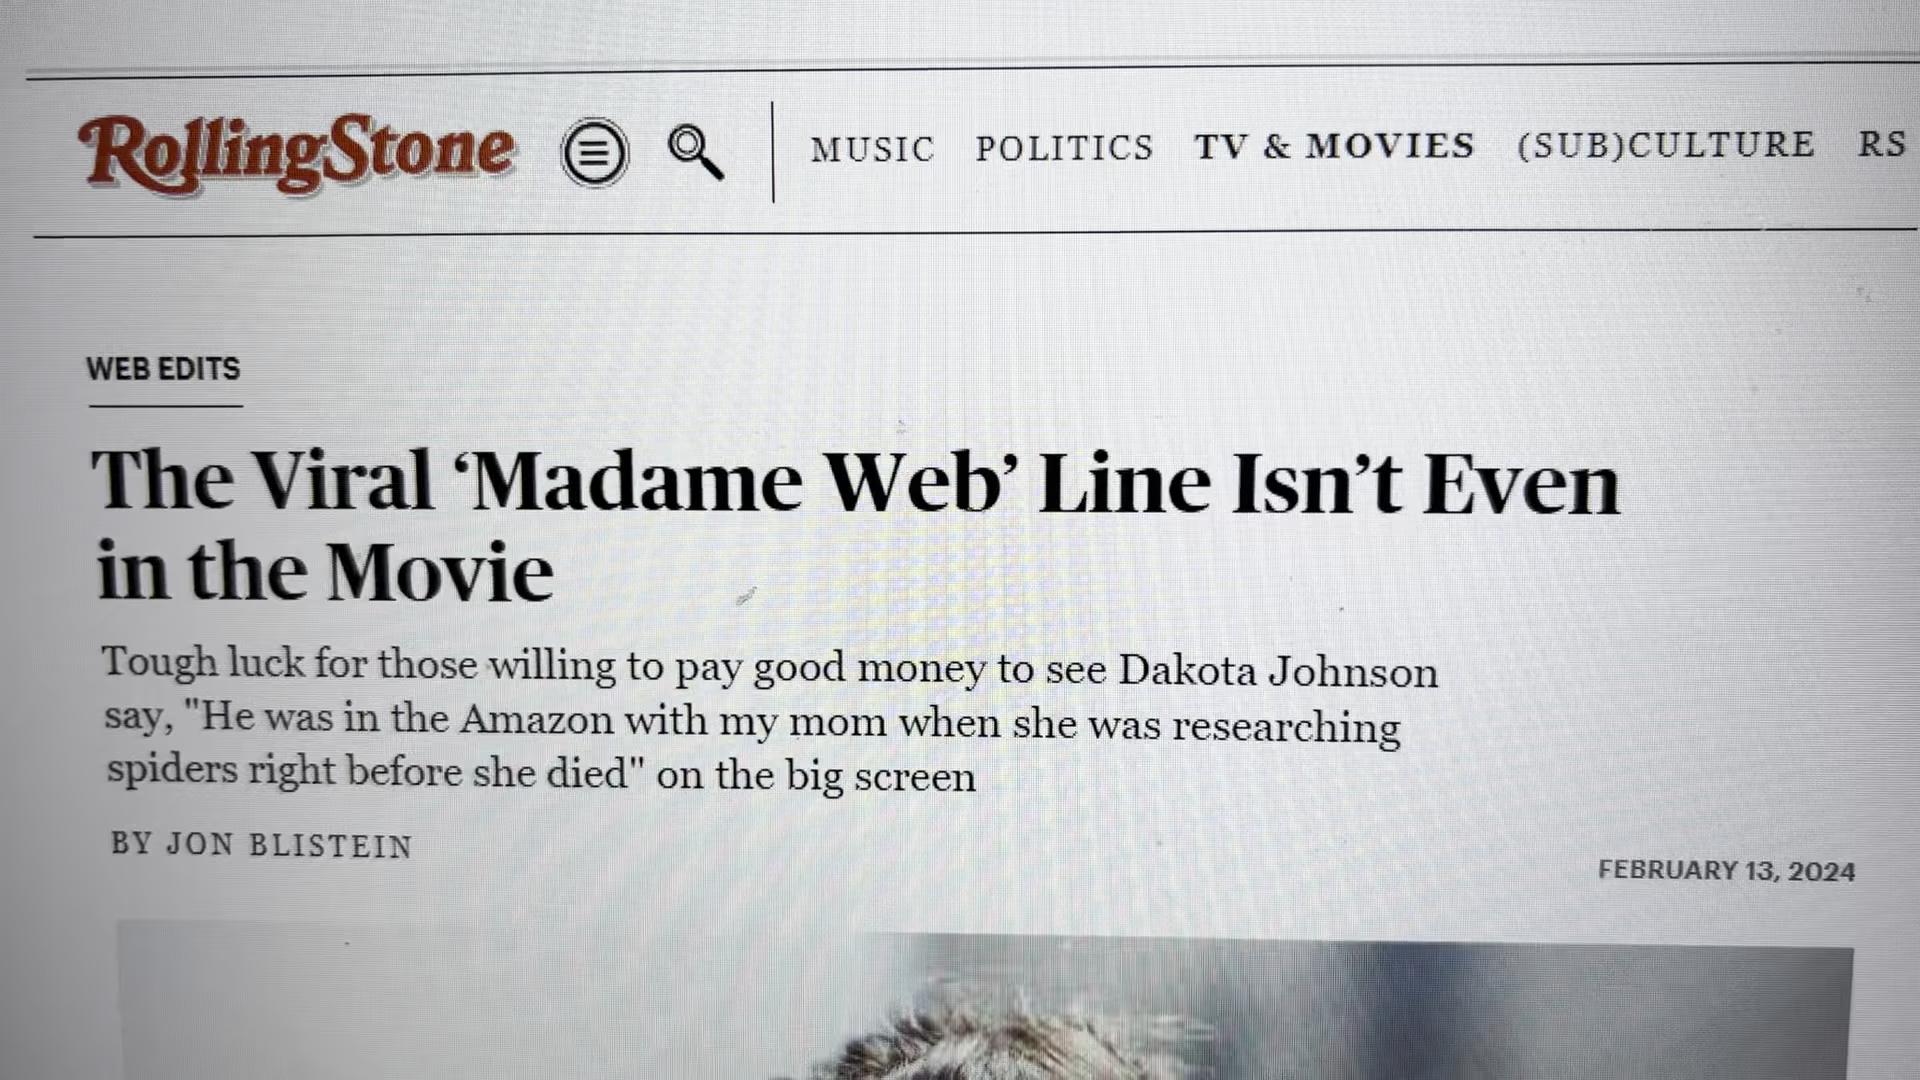 RollingStone MUSIC POLITICS TV & MOVIES (SUB)CULTURE RS
WEB EDITS
The Viral ‘Madame Web’ Line Isn’t Even
in the Movie
Tough luck for those willing to pay good money to see Dakota Johnson
say, "He was in the Amazon with my mom when she was researching
spiders right before she died" on the big screen
BY JON BLISTEIN
FEBRUARY 13, 2024